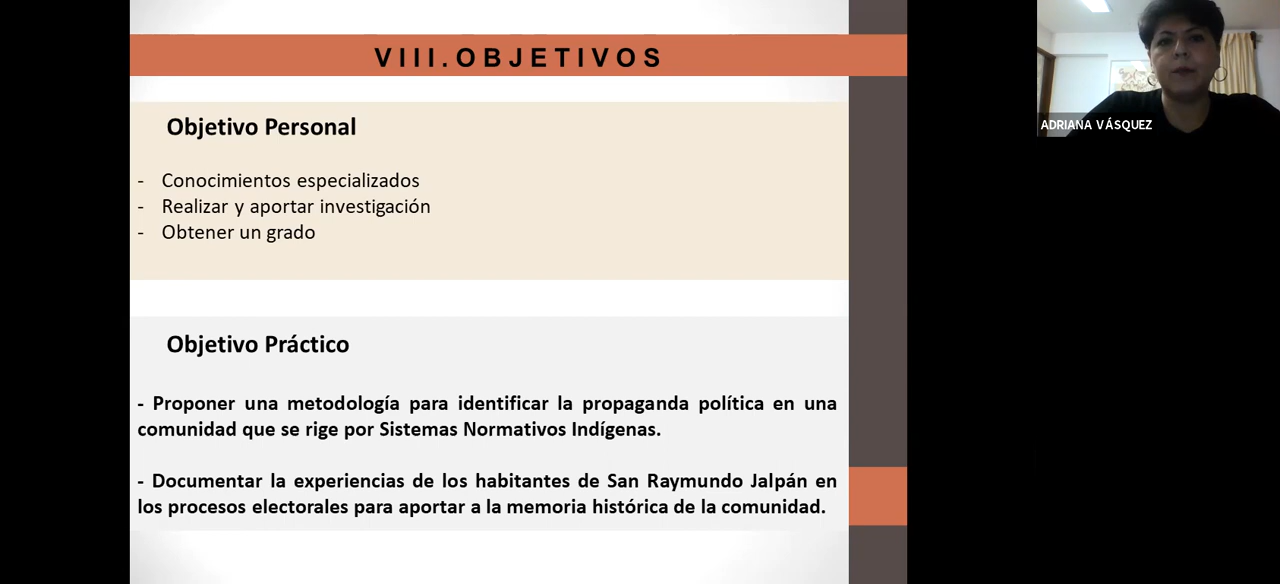 VIII.OBJETIVOS
Objetivo Personal
- Conocimientos especializados
- Realizar y aportar investigación
- Obtener un grado
Objetivo Práctico
- Proponer una metodología para identificar la propaganda política en una
comunidad que se rige por Sistemas Normativos Indígenas.
- Documentar la experiencias de los habitantes de San Raymundo Jalpán en
los procesos electorales para aportar a la memoria histórica de la comunidad.
ADRIANA VÁSQUEZ